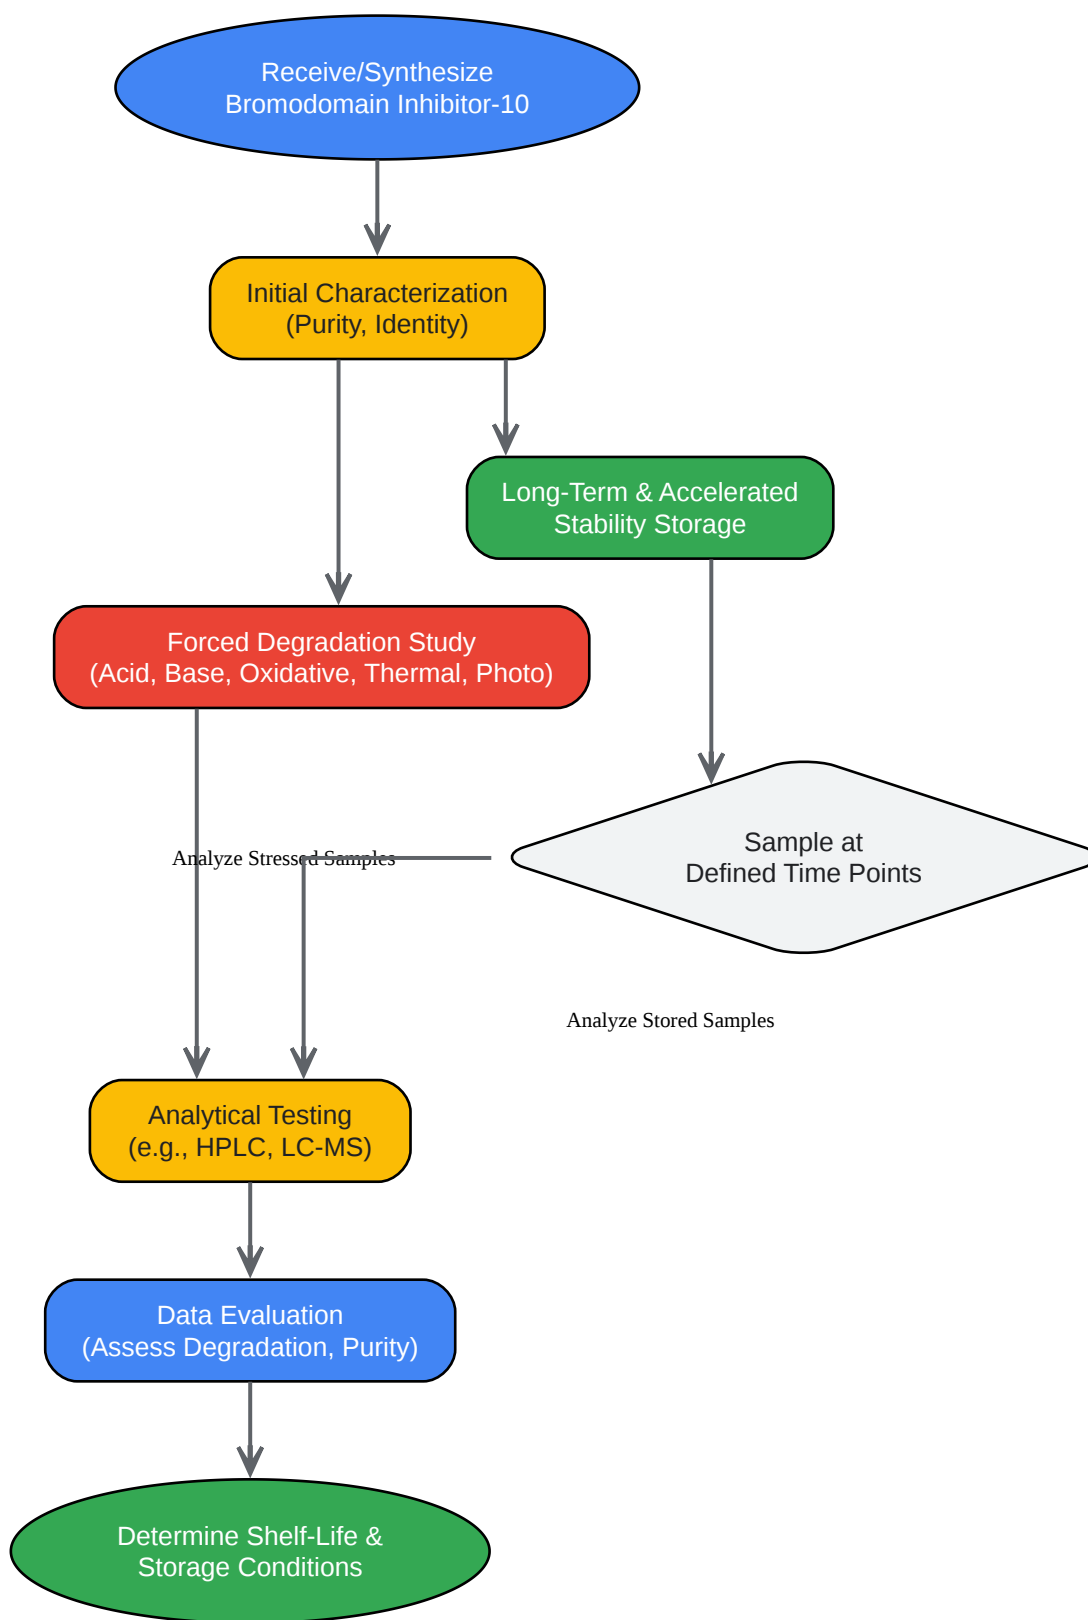 Receive/Synthesize
Bromodomain Inhibitor-10
Initial Characterization
(Purity, Identity)
Long-Term & Accelerated
Stability Storage
Forced Degradation Study
(Acid, Base, Oxidative, Thermal, Photo)
Sample at
Defined Time Points
Analyze Stressed Samples
Analyze Stored Samples
Analytical Testing
(e.g., HPLC, LC-MS)
Data Evaluation
(Assess Degradation, Purity)
Determine Shelf-Life &
Storage Conditions